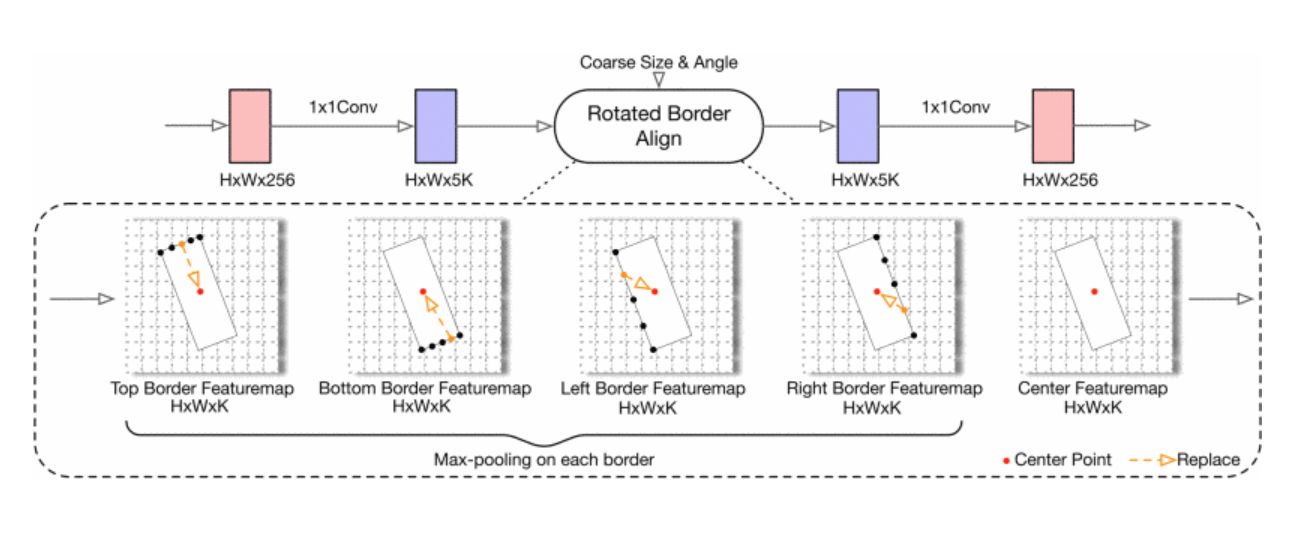 Coarse Size & Angle
1x1Conv
Rotated Border
Align
1x1Conv
HxWx256
HxWx5K
HxWx5K
HxWx256
Top Border Featuremap
HxWxK
Bottom Border Featuremap
HxWxK
Left Border Featuremap
HxWxK
Right Border Featuremap
HxWxK
Center Featuremap
HxWxK
Max-pooling on each border
Center Point
Replace